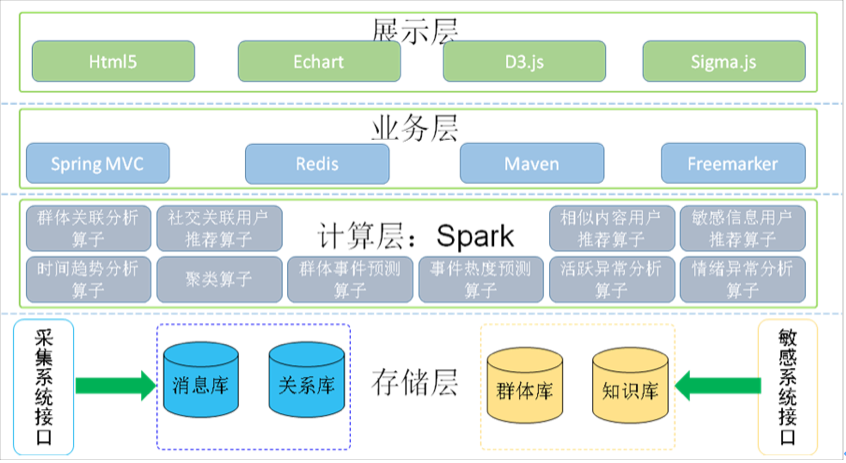 展示层
Html5
Echart
D3.js
Sigma.js
业务层
Spring MVC
Redis
Maven
Freemarker
计算层：Spark
群体关联分析
算子
社交关联用户
推荐算子
相似内容用户
推荐算子
敏感信息用户
推荐算子
时间趋势分析
算子
聚类算子
群体事件预测
算子
事件热度预测
算子
活跃异常分析
算子
情绪异常分析
算子
采集系统接口
消息库
关系库
存储层
群体库
知识库
敏感系统接口